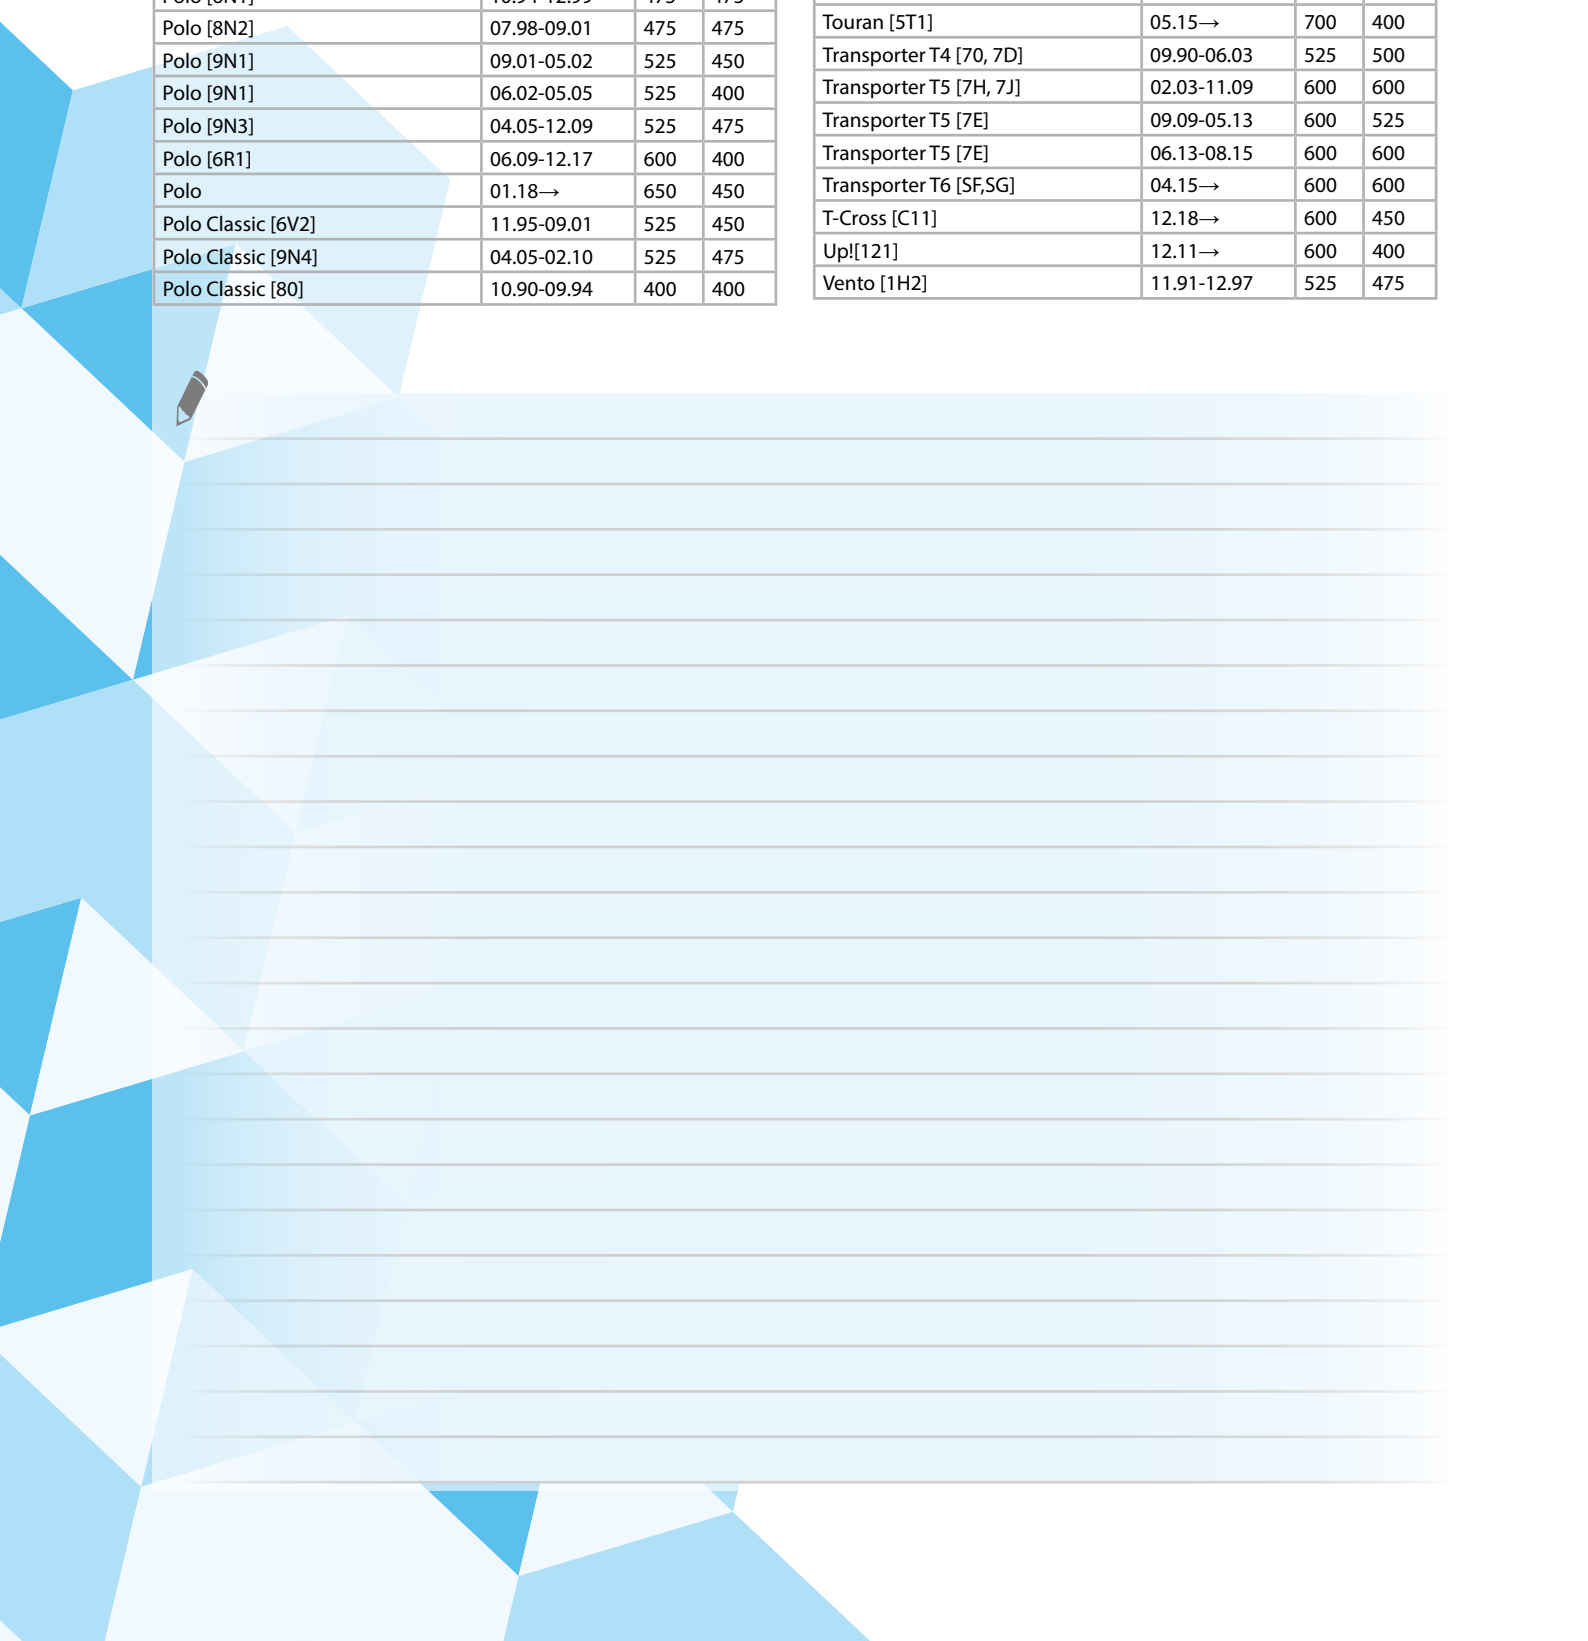 Polo [8N2] 07.98-09.01 475 475
Polo [9N1] 09.01-05.02 525 450
Polo [9N1] 06.02-05.05 525 400
Polo [9N3] 04.05-12.09 525 475
Polo [6R1] 06.09-12.17 600 400
Polo 01.18→ 650 450
Polo Classic [6V2] 11.95-09.01 525 450
Polo Classic [9N4] 04.05-02.10 525 475
Polo Classic [80] 10.90-09.94 400 400
Touran [5T1] 05.15→ 700 400
Transporter T4 [70, 7D] 09.90-06.03 525 500
Transporter T5 [7H, 7J] 02.03-11.09 600 600
Transporter T5 [7E] 09.09-05.13 600 525
Transporter T5 [7E] 06.13-08.15 600 600
Transporter T6 [SF,SG] 04.15→ 600 600
T-Cross [C11] 12.18→ 600 450
Up![121] 12.11→ 600 400
Vento [1H2] 11.91-12.97 525 475